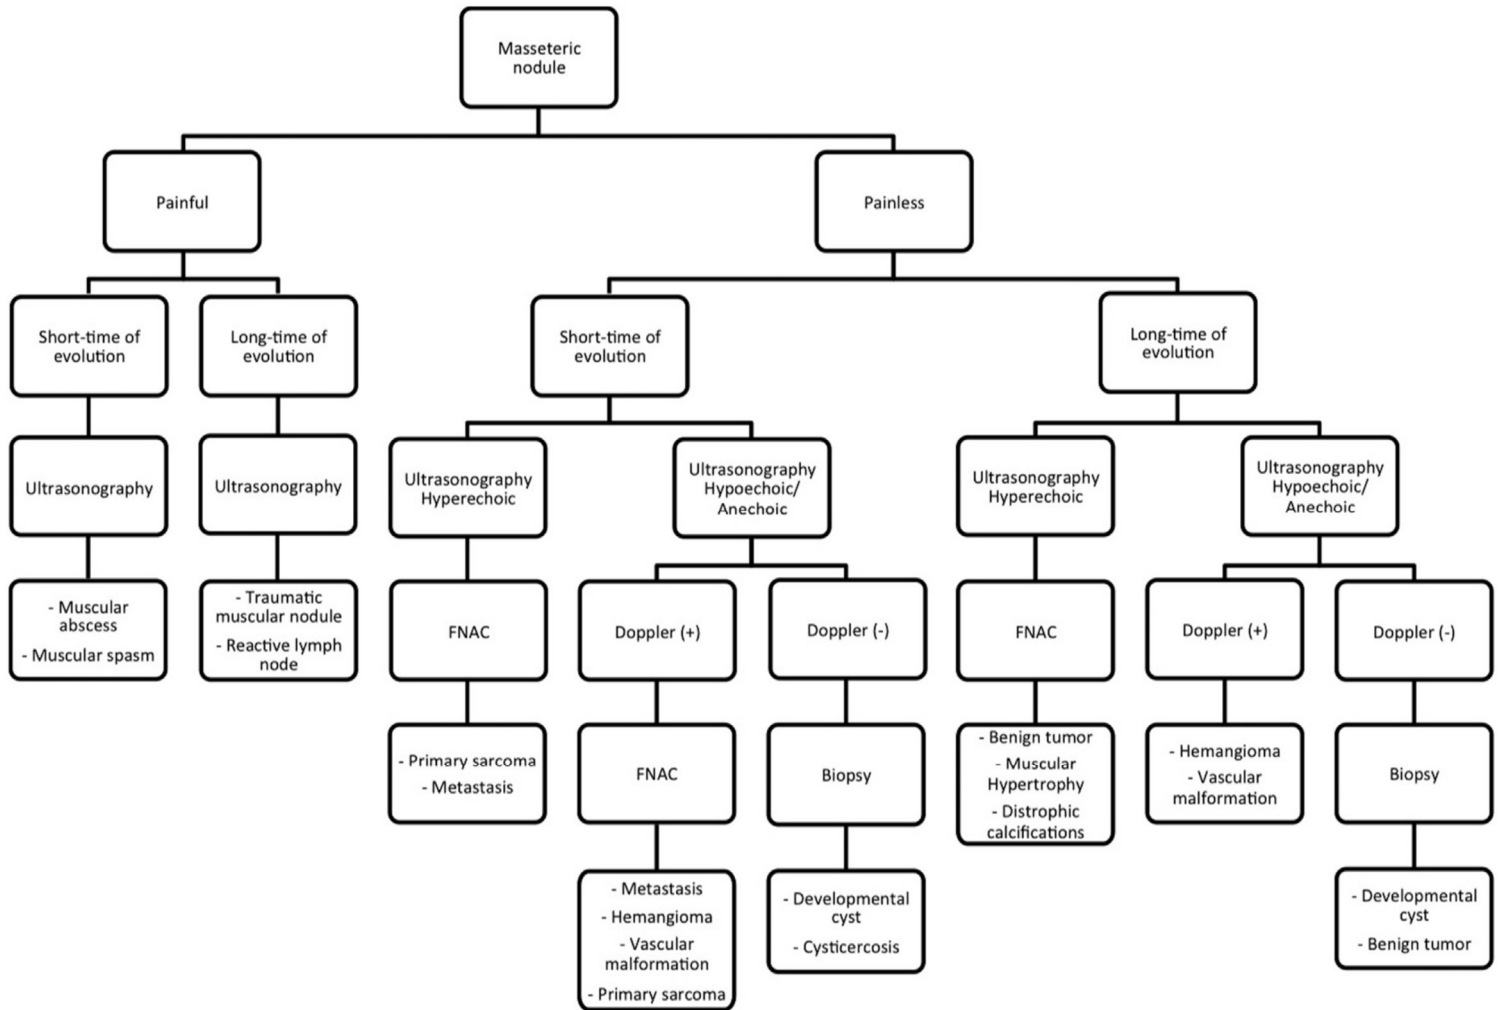 Masseteric
nodule
Painful
Painless
Short-time of
evolution
Long-time of
evolution
Short-time of
evolution
Long-time of
evolution
Ultrasonography
Ultrasonography
Ultrasonography
Hyperechoic
Ultrasonography
Hypoechoic/
Anechoic
Ultrasonography
Hyperechoic
Ultrasonography
Hypoechoic/
Anechoic
- Muscular
abscess
- Muscular spasm
- Traumatic
muscular nodule
- Reactive lymph
node
FNAC
Doppler (+)
Doppler (-)
FNAC
Doppler (+)
Doppler (-)
- Primary sarcoma
- Metastasis
FNAC
Biopsy
- Benign tumor
- Muscular
Hypertrophy
- Distrophic
calcifications
- Hemangioma
- Vascular
malformation
Biopsy
- Metastasis
- Hemangioma
- Vascular
malformation
- Primary sarcoma
- Developmental
cyst
- Cysticercosis
- Developmental
cyst
- Benign tumor